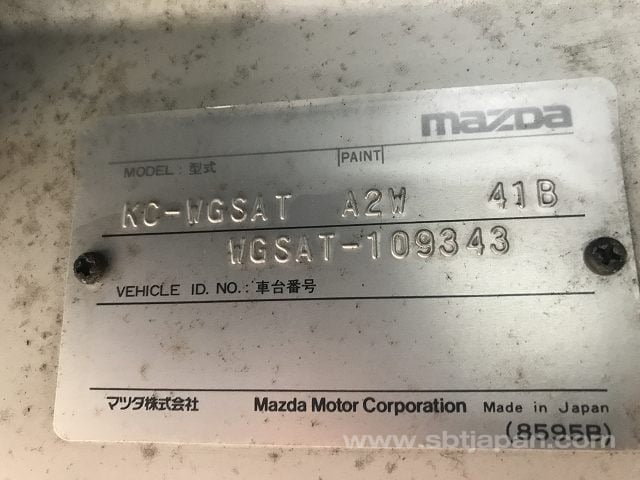 mazda
MODEL : 型式 PAINT
KC-WGSAT A2W 41B
WGSAT-109343
VEHICLE ID. NO. : 車台番号
マツダ株式会社 Mazda Motor Corporation Made in Japan
(8595B)
www.sbtjapan.com